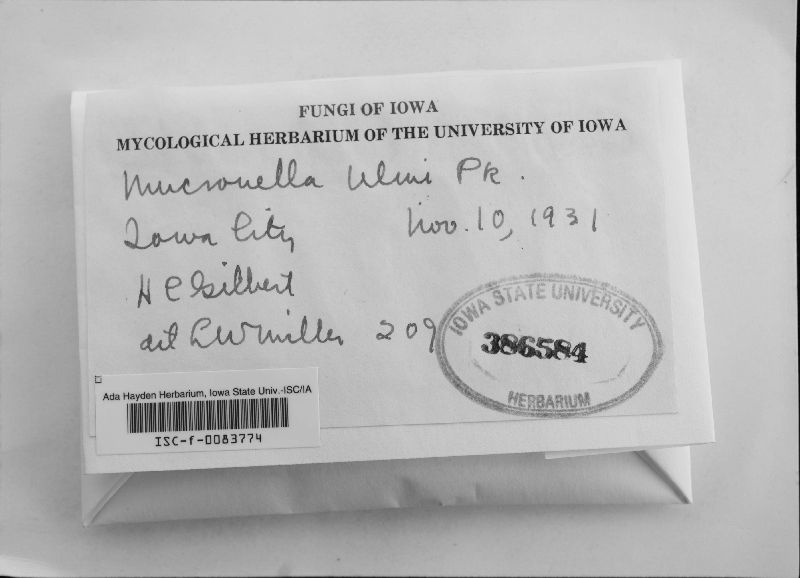 FUNGI OF IOWA
MYCOLOGICAL HERBARIUM OF THE UNIVERSITY OF IOWA
Mucronella Ulmi Pk.
Iowa City Nov. 10, 1931
H C Gilbert
det L W Miller 209
IOWA STATE UNIVERSITY
386584
HERBARIUM
Ada Hayden Herbarium, Iowa State Univ.-ISC/IA
ISC-f-0083774